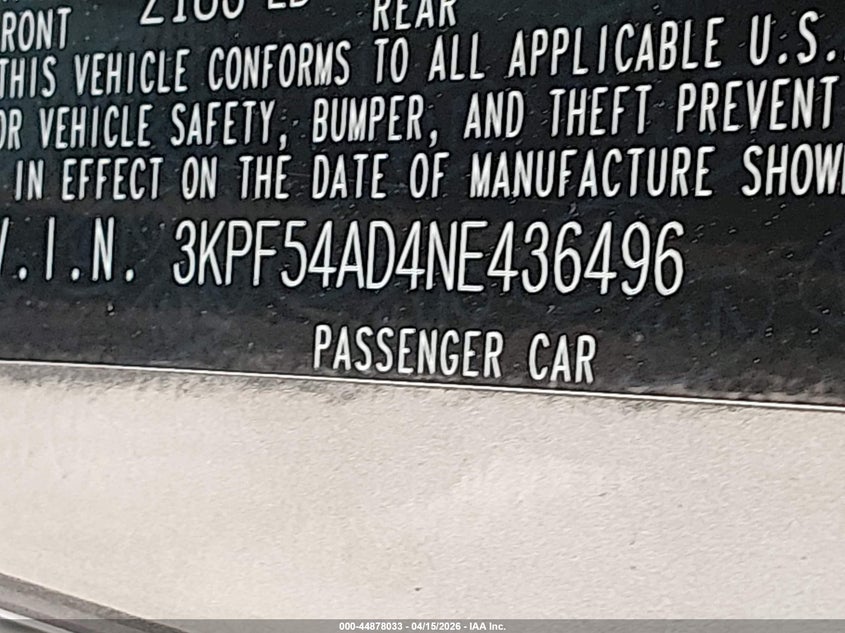 RONT REAR
THIS VEHICLE CONFORMS TO ALL APPLICABLE U.S.
OR VEHICLE SAFETY, BUMPER, AND THEFT PREVENT
IN EFFECT ON THE DATE OF MANUFACTURE SHOW
V.I.N. 3KPF54AD4NE436496
PASSENGER CAR
000-44878033 - 04/15/2026 - IAA Inc.